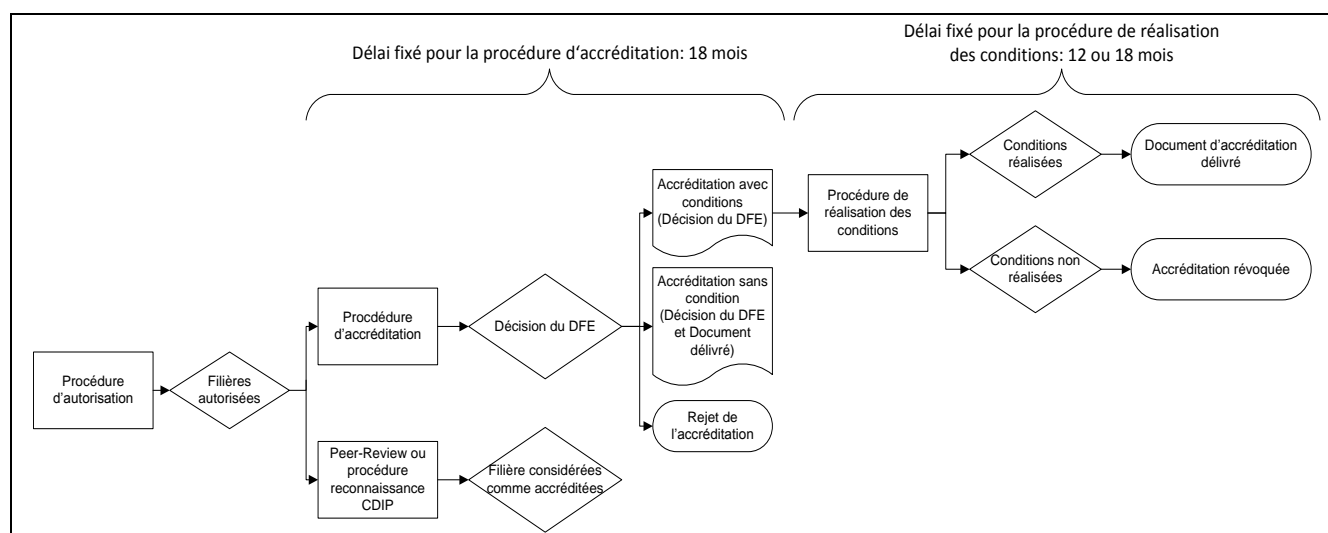 Délai fixé pour la procédure d‘accréditation: 18 mois
Délai fixé pour la procédure de réalisation
des conditions: 12 ou 18 mois
Procédure
d’autorisation
Filières
autorisées
Procdédure
d’accréditation
Décision du DFE
Peer-Review ou
procédure
reconnaissance
CDIP
Filière considérées
comme accréditées
Accréditation avec
conditions
(Décision du DFE)
Accréditation sans
condition
(Décision du DFE
et Document
délivré)
Rejet de
l’accréditation
Procédure de
réalisation des
conditions
Conditions
réalisées
Document d’accréditation
délivré
Conditions non
réalisées
Accréditation révoquée